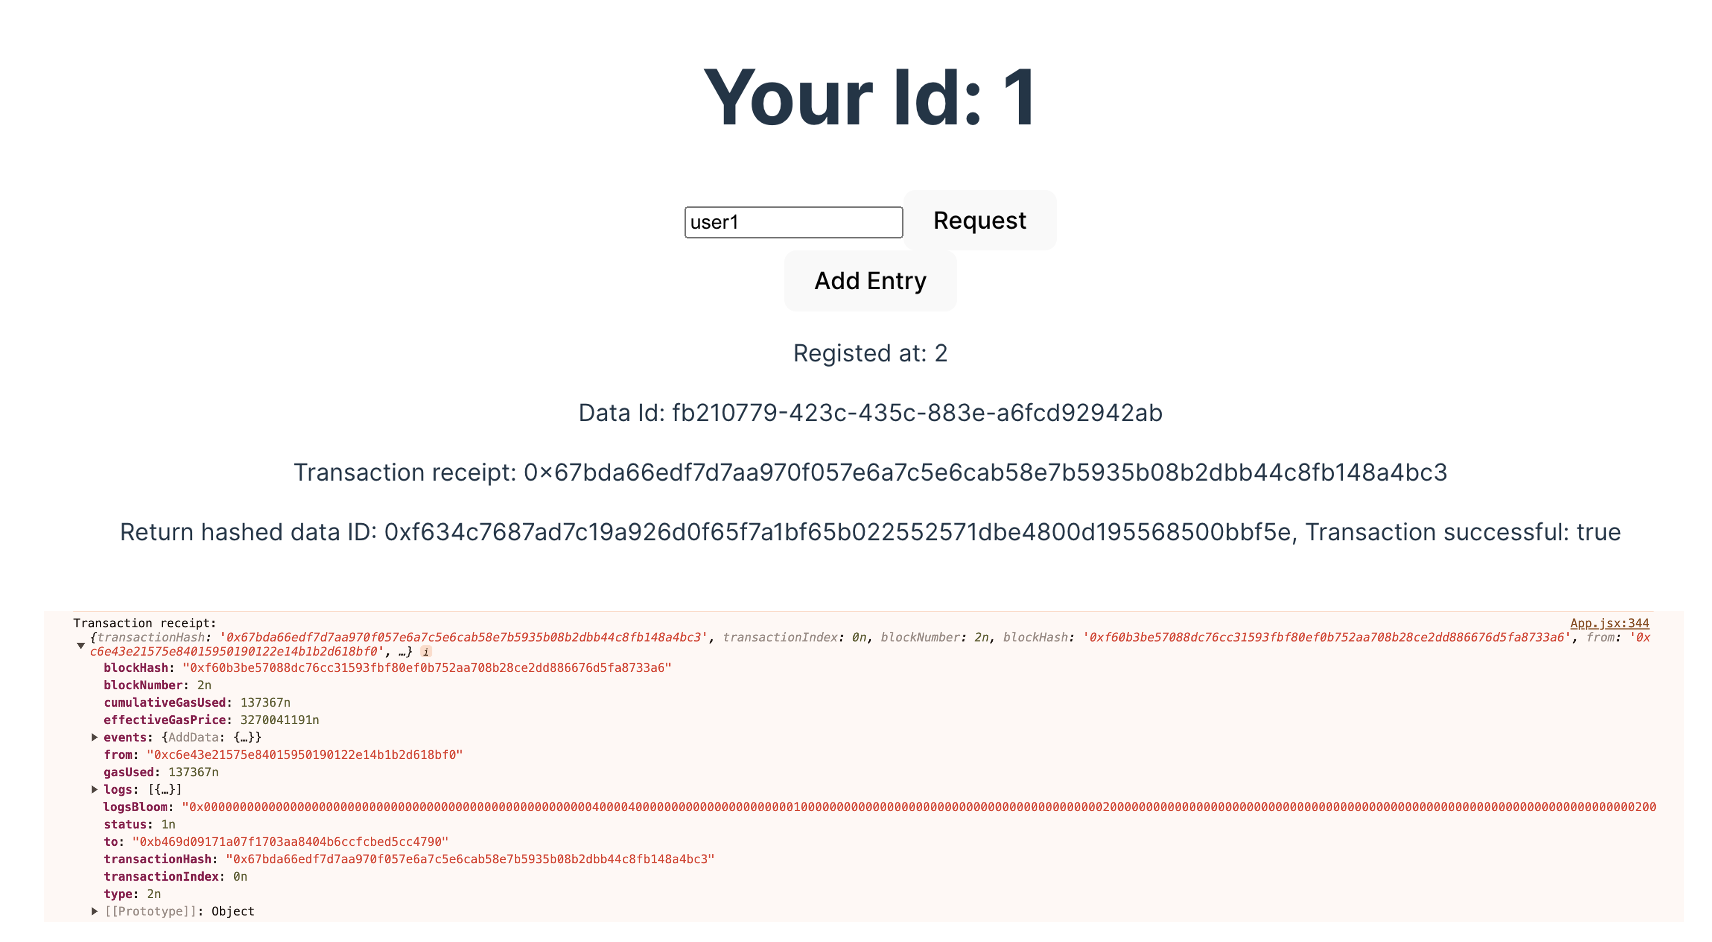 Your Id: 1
user1 Request
Add Entry
Registed at: 2
Data Id: fb210779-423c-435c-883e-a6fcd92942ab
Transaction receipt: 0×67bda66edf7d7aa970f057e6a7c5e6cab58e7b5935b08b2dbb44c8fb148a4bc3
Return hashed data ID: 0xf634c7687ad7c19a926d0f65f7a1bf65b022552571dbe4800d195568500bbf5e, Transaction successful: true
Transaction receipt: App.jsx:344
{transactionHash: '0x67bda66edf7d7aa970f057e6a7c5e6cab58e7b5935b08b2dbb44c8fb148a4bc3', transactionIndex: 0n, blockNumber: 2n, blockHash: '0xf60b3be57088dc76cc31593fbf80ef0b752aa708b28ce2dd886676d5fa8733a6', from: '0x
c6e43e21575e84015950190122e14b1b2d618bf0', …} i
blockHash: "0xf60b3be57088dc76cc31593fbf80ef0b752aa708b28ce2dd886676d5fa8733a6"
blockNumber: 2n
cumulativeGasUsed: 137367n
effectiveGasPrice: 3270041191n
events: {AddData: {…}}
from: "0xc6e43e21575e84015950190122e14b1b2d618bf0"
gasUsed: 137367n
logs: [{…}]
logsBloom:
status: 1n
to: "0xb469d09171a07f1703aa8404b6ccfcbed5cc4790"
transactionHash: "0x67bda66edf7d7aa970f057e6a7c5e6cab58e7b5935b08b2dbb44c8fb148a4bc3"
transactionIndex: 0n
type: 2n
[[Prototype]]: Object